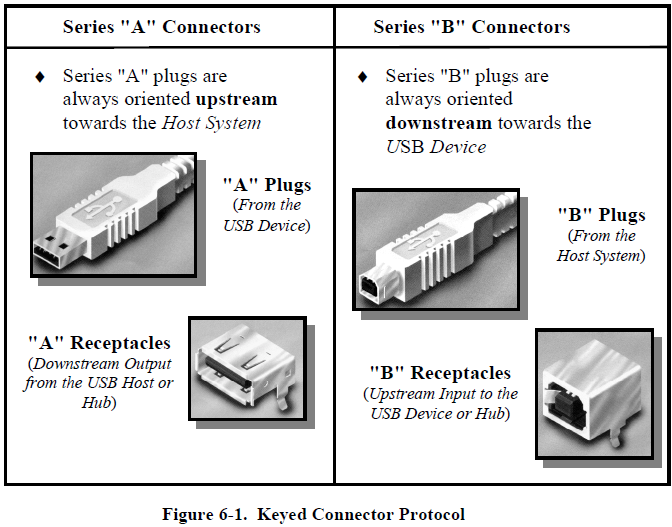 Series "A" Connectors
♦ Series "A" plugs are
always oriented upstream
towards the Host System
"A" Plugs
(From the
USB Device)
"A" Receptacles
(Downstream Output
from the USB Host or
Hub)
Series "B" Connectors
♦ Series "B" plugs are
always oriented
downstream towards the
USB Device
"B" Plugs
(From the
Host System)
"B" Receptacles
(Upstream Input to the
USB Device or Hub)
Figure 6-1. Keyed Connector Protocol